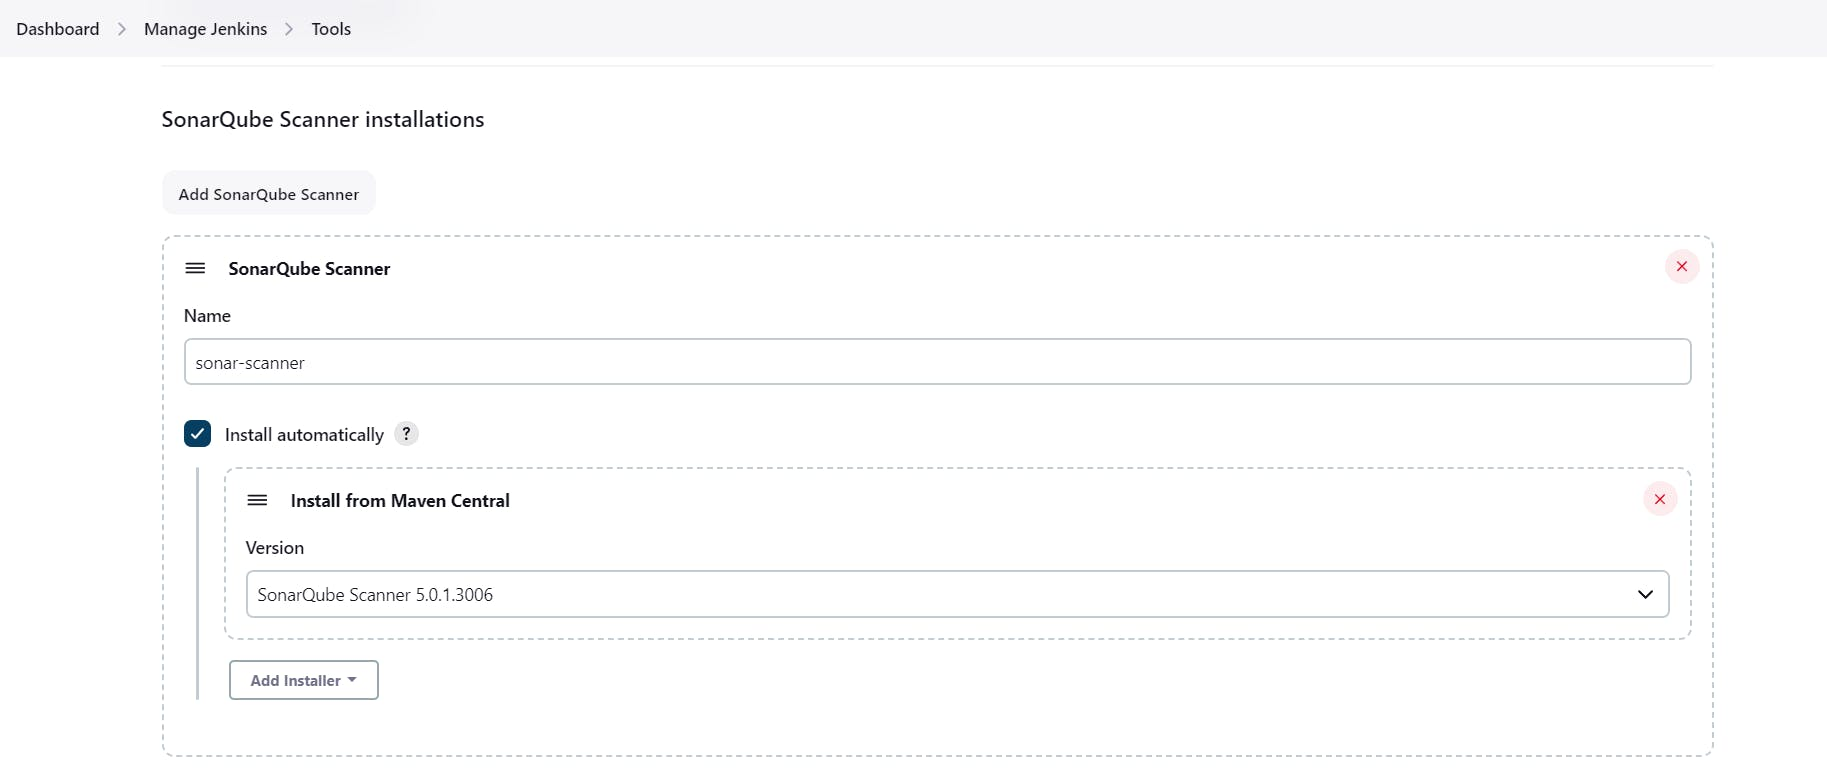 Dashboard > Manage Jenkins > Tools
SonarQube Scanner installations
Add SonarQube Scanner
SonarQube Scanner
Name
sonar-scanner
Install automatically ?
Install from Maven Central
Version
SonarQube Scanner 5.0.1.3006
Add Installer